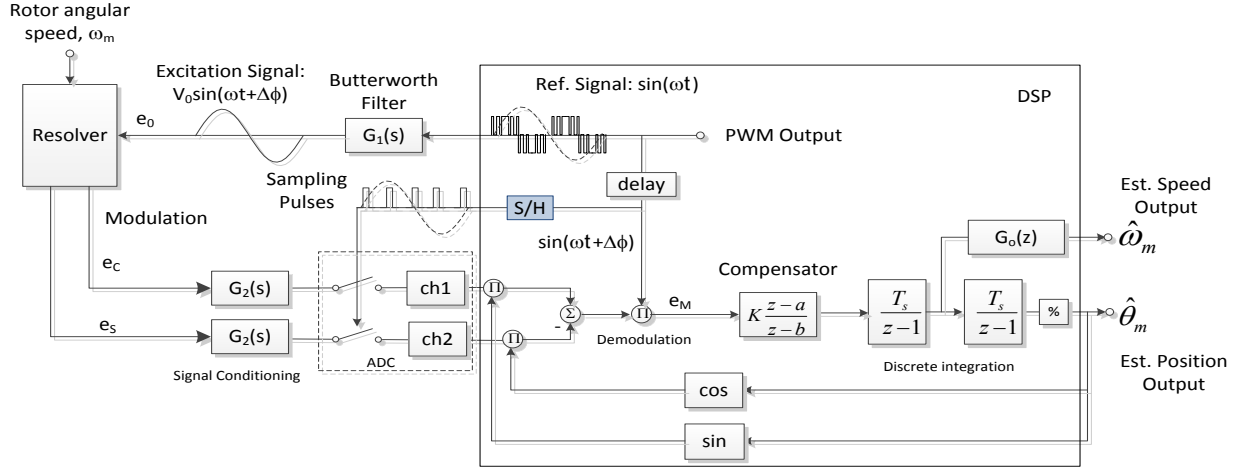 Rotor angular
speed, ωm
Resolver
e0
Excitation Signal:
V0sin(ωt+Δϕ)
Butterworth
Filter
G1(s)
Ref. Signal: sin(ωt)
DSP
PWM Output
delay
Sampling
Pulses
S/H
sin(ωt+Δϕ)
Modulation
eC
G2(s)
ch1
eS
G2(s)
ch2
Signal Conditioning
ADC
Π
Π
Σ
-
Π
Demodulation
eM
Compensator
K z − a
z − b
Ts
z − 1
Ts
z − 1
Discrete integration
%
Go(z)
Est. Speed
Output
ω̂m
θ̂m
Est. Position
Output
cos
sin